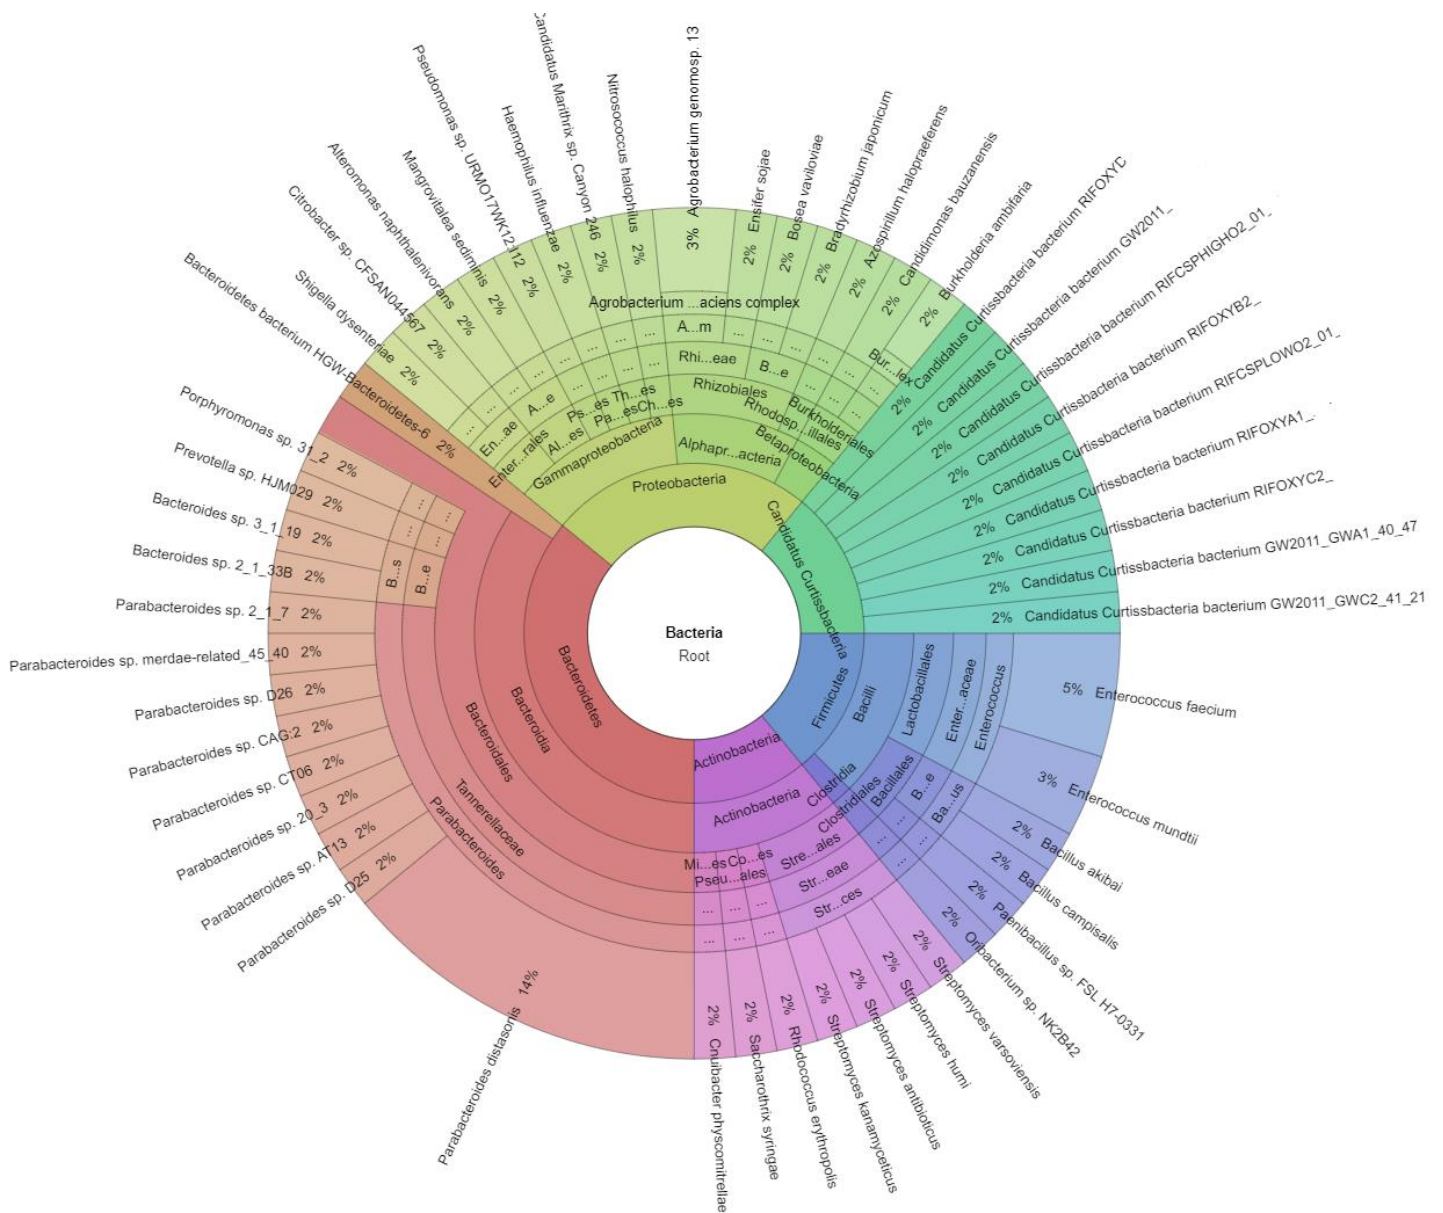 Bacteria
Root
Bacteroidetes
Proteobacteria
Candidatus Curtissbacteria
Firmicutes
Actinobacteria
Bacteroidia
Bacteroidales
Tannerellaceae
Parabacteroides
B...s
B...e
...
...
...
...
Gammaproteobacteria
Alphapr...acteria
Betaproteobacteria
Enter...rales
En...ae
Al...es
Ps...es
Pa...es
Th...es
Ch...es
A...e
Rhizobiales
Rhodosp...illales
Burkholderiales
Rhi...eae
B...e
A...m
Agrobacterium ...aciens complex
Bur...lex
Bacilli
Lactobacillales
Enter...aceae
Enterococcus
Bacillales
B...e
Ba...us
Clostridia
Clostridiales
Actinobacteria
Mi...es
Co...es
Pseu...ales
Stre...ales
Str...eae
Str...ces
Bacteroidetes bacterium HGW-Bacteroidetes-6 2%
Shigella dysenteriae 2%
Citrobacter sp. CFSAN044567 2%
Alteromonas naphthalenivorans 2%
Mangrovitalea sediminis 2%
Pseudomonas sp. URMO17WK12:I12 2%
Haemophilus influenzae 2%
Candidatus Marithrix sp. Canyon 246 2%
Nitrosococcus halophilus 2%
3% Agrobacterium genomosp. 13
2% Ensifer sojae
2% Bosea vaviloviae
2% Bradyrhizobium japonicum
2% Azospirillum halopraeferens
2% Candidimonas bauzanensis
2% Burkholderia ambifaria
2% Candidatus Curtissbacteria bacterium RIFOXYD
2% Candidatus Curtissbacteria bacterium GW2011_
2% Candidatus Curtissbacteria bacterium RIFCSPHIGHO2_01_
2% Candidatus Curtissbacteria bacterium RIFOXYB2_
2% Candidatus Curtissbacteria bacterium RIFCSPLOWO2_01_
2% Candidatus Curtissbacteria bacterium RIFOXYA1_
2% Candidatus Curtissbacteria bacterium RIFOXYC2_
2% Candidatus Curtissbacteria bacterium GW2011_GWA1_40_47
2% Candidatus Curtissbacteria bacterium GW2011_GWC2_41_21
5% Enterococcus faecium
3% Enterococcus mundtii
2% Bacillus akibai
2% Bacillus campisalis
2% Paenibacillus sp. FSL H7-0331
2% Oribacterium sp. NK2B42
2% Streptomyces varsoviensis
2% Streptomyces humi
2% Streptomyces antibioticus
2% Streptomyces kanamyceticus
2% Rhodococcus erythropolis
2% Saccharothrix syringae
2% Cnuibacter physcomitrellae
Parabacteroides distasonis 14%
Parabacteroides sp. D25 2%
Parabacteroides sp. AT13 2%
Parabacteroides sp. 20_3 2%
Parabacteroides sp. CT06 2%
Parabacteroides sp. CAG:2 2%
Parabacteroides sp. D26 2%
Parabacteroides sp. merdae-related_45_40 2%
Parabacteroides sp. 2_1_7 2%
Bacteroides sp. 2_1_33B 2%
Bacteroides sp. 3_1_19 2%
Prevotella sp. HJM029 2%
Porphyromonas sp. 31_2 2%